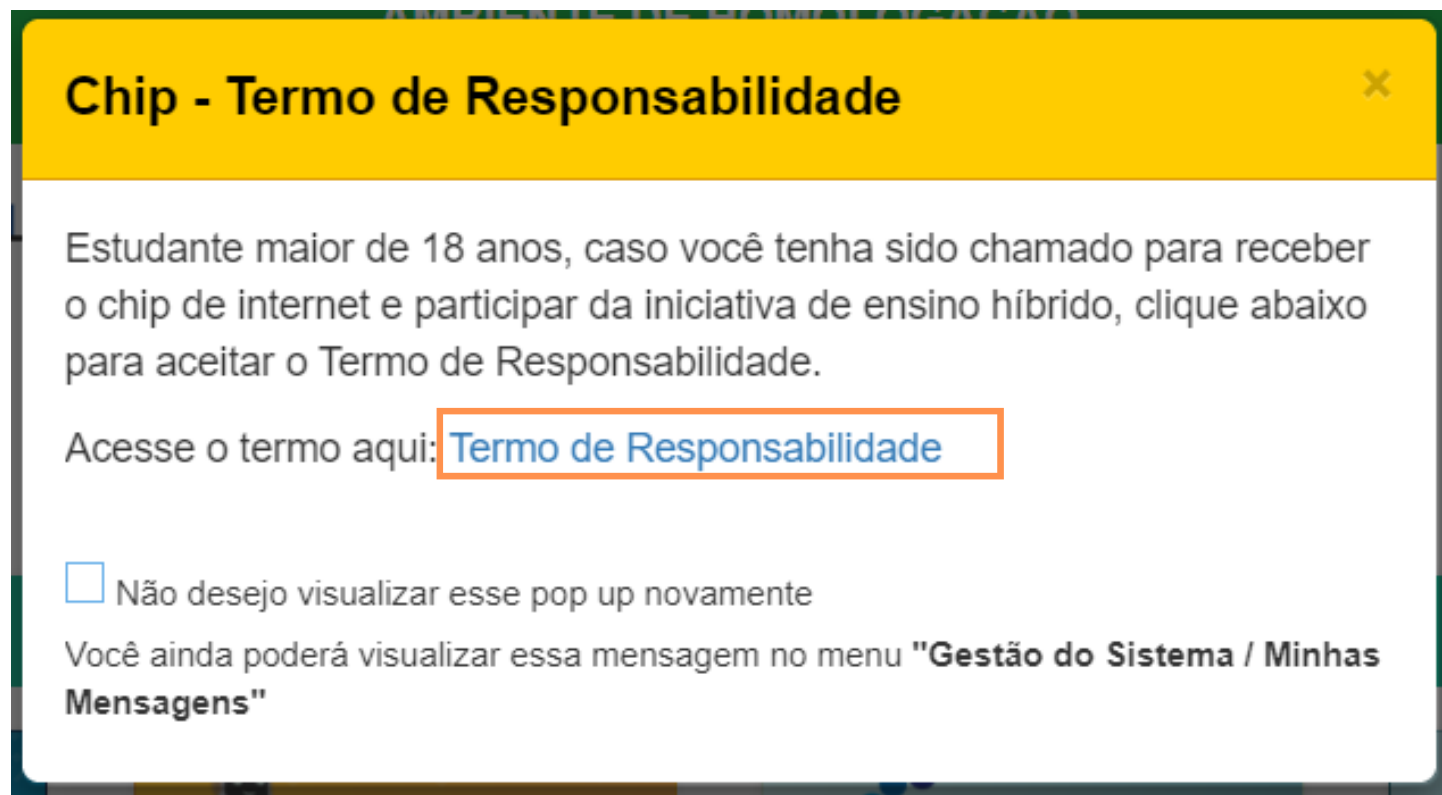 AMBIENTE DE HOMOLOGAÇÃO
Chip - Termo de Responsabilidade
×
Estudante maior de 18 anos, caso você tenha sido chamado para receber
o chip de internet e participar da iniciativa de ensino híbrido, clique abaixo
para aceitar o Termo de Responsabilidade.
Acesse o termo aqui: Termo de Responsabilidade
Não desejo visualizar esse pop up novamente
Você ainda poderá visualizar essa mensagem no menu "Gestão do Sistema / Minhas
Mensagens"